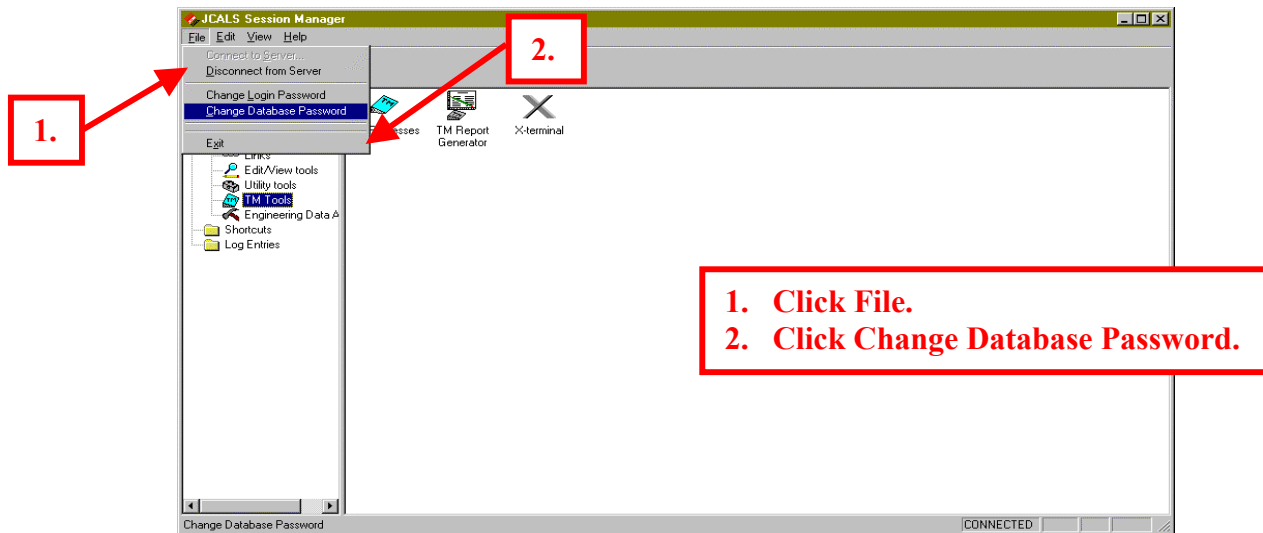 JCALS Session Manager
File Edit View Help
2.
Connect to Server...
Disconnect from Server
Change Login Password
Change Database Password
Exit
1.
esses
TM Report
Generator
X-terminal
Links
Edit/View tools
Utility tools
TM Tools
Engineering Data A
Shortcuts
Log Entries
1. Click File.
2. Click Change Database Password.
Change Database Password
CONNECTED